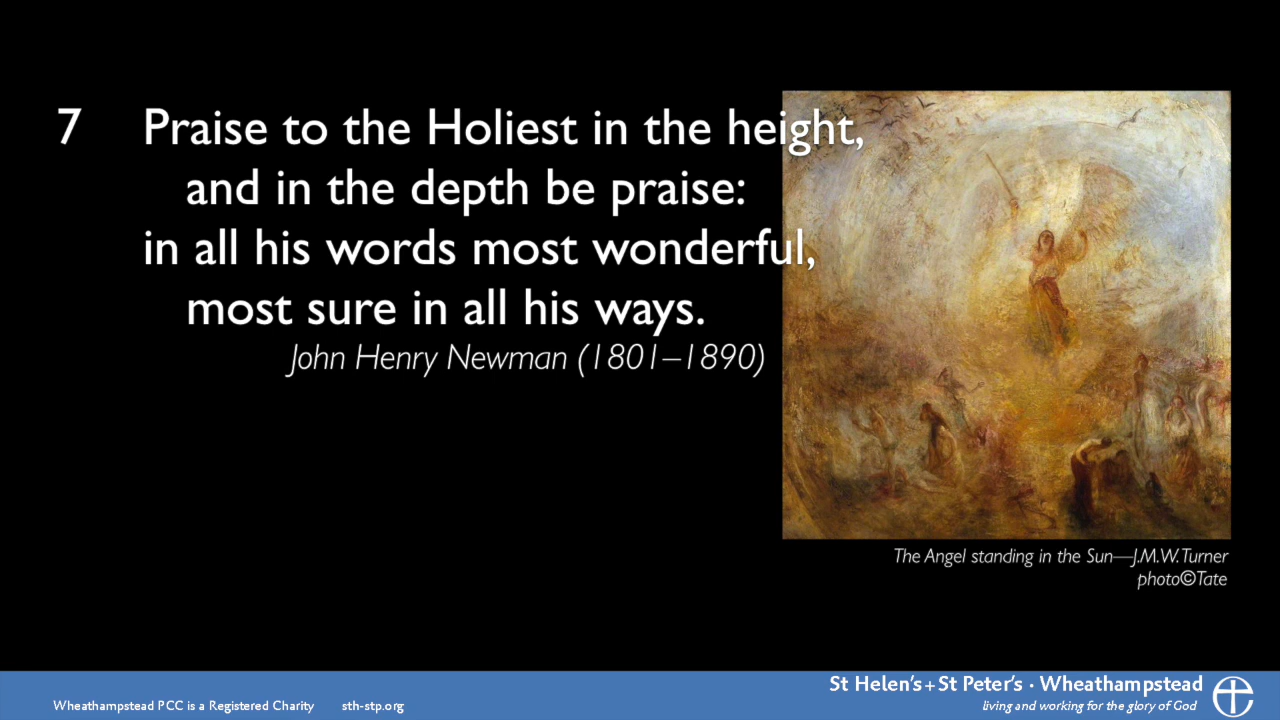 7 Praise to the Holiest in the height,
and in the depth be praise:
in all his words most wonderful,
most sure in all his ways.
John Henry Newman (1801–1890)
The Angel standing in the Sun—J.M.W. Turner
photo©Tate
St Helen's + St Peter's · Wheathampstead
living and working for the glory of God
Wheathampstead PCC is a Registered Charity sth-stp.org